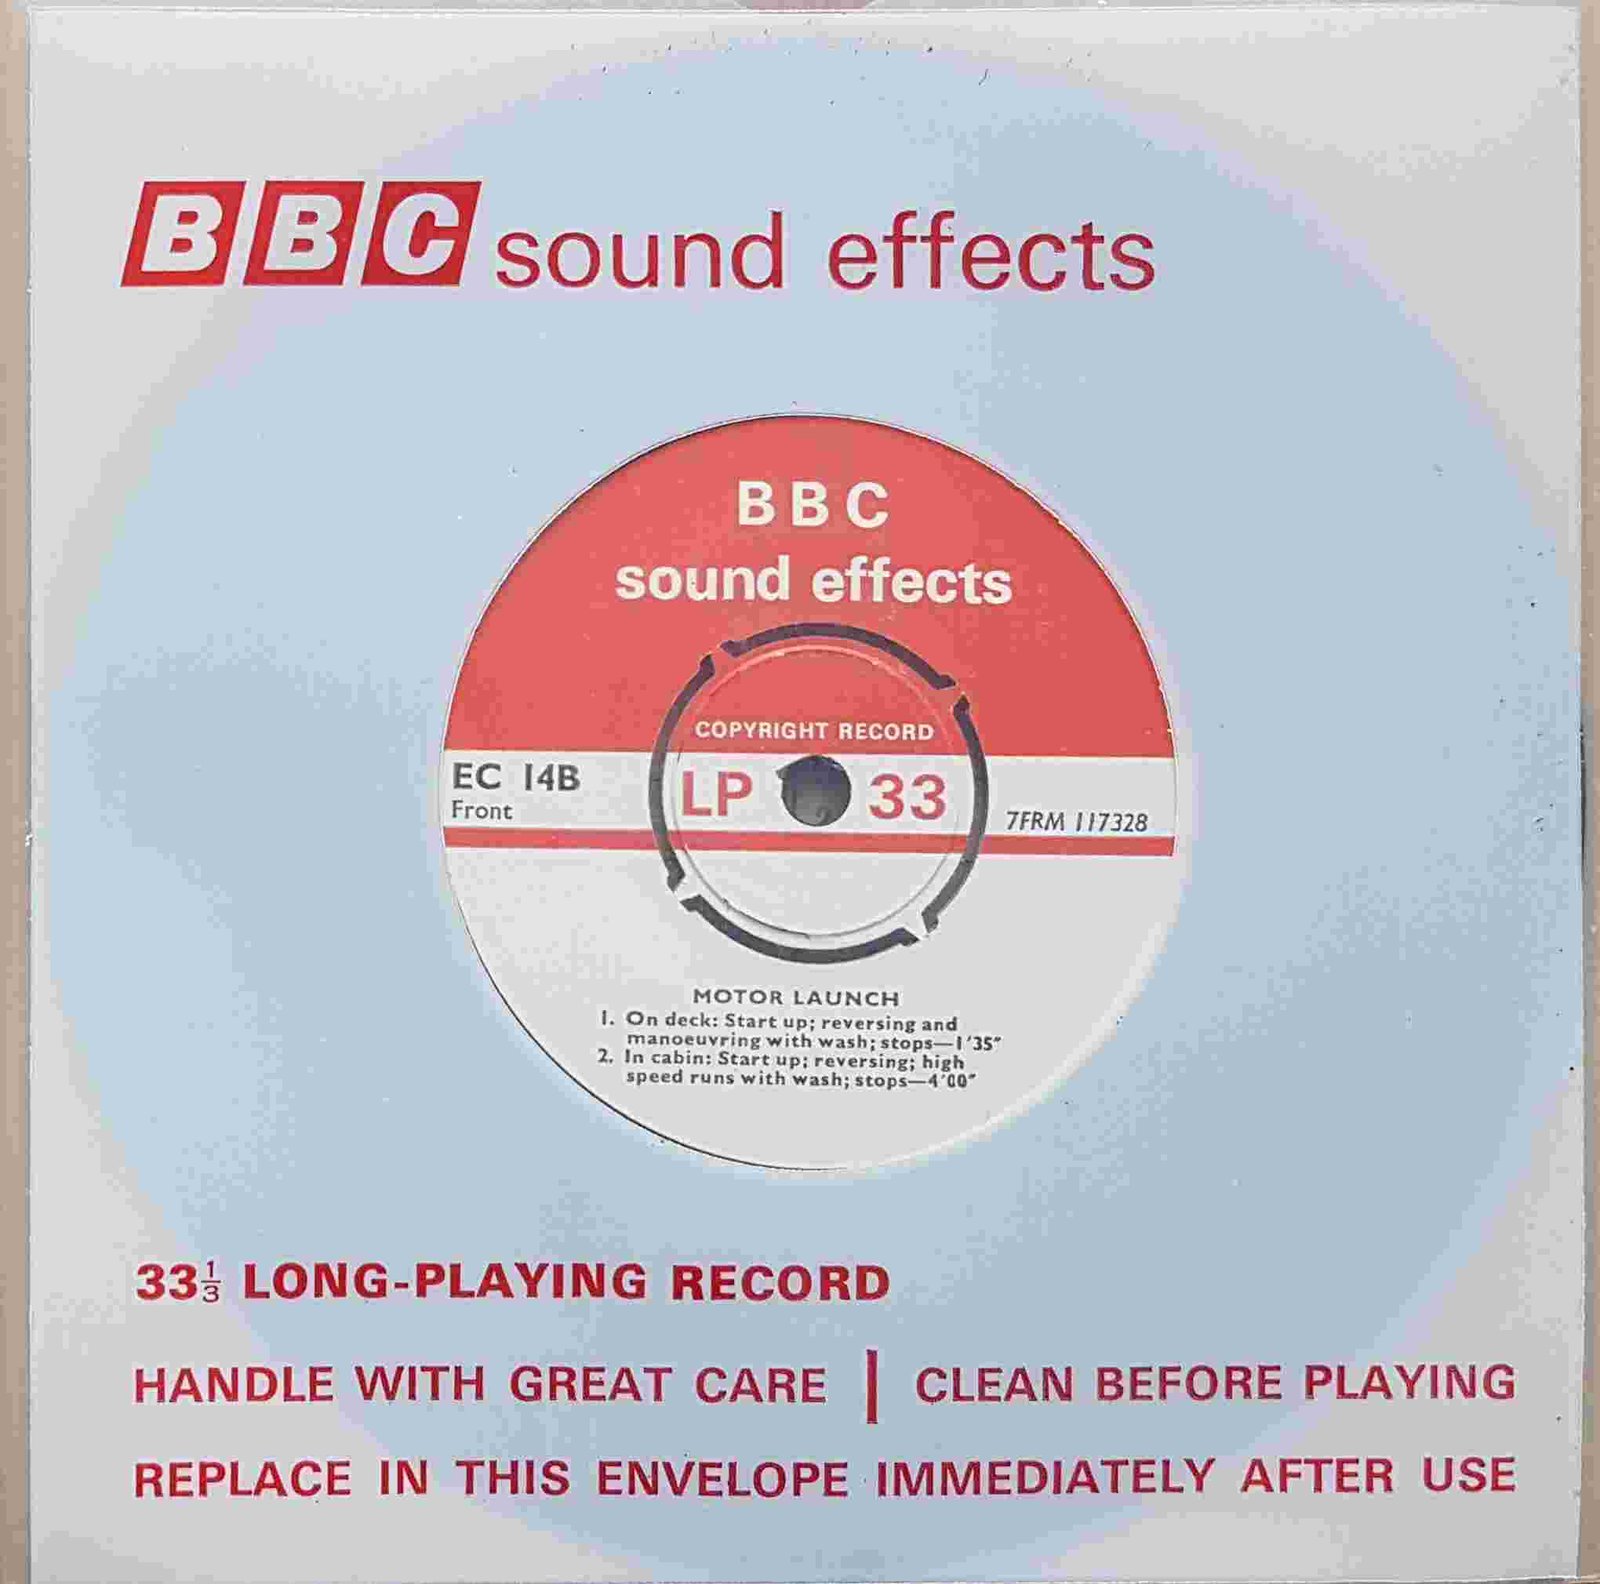 BBC sound effects
BBC
sound effects
COPYRIGHT RECORD
EC 14B
Front
LP 33
7FRM 117328
MOTOR LAUNCH
1. On deck: Start up; reversing and
manoeuvring with wash; stops—1'35"
2. In cabin: Start up; reversing; high
speed runs with wash; stops—4'00"
33⅓ LONG-PLAYING RECORD
HANDLE WITH GREAT CARE | CLEAN BEFORE PLAYING
REPLACE IN THIS ENVELOPE IMMEDIATELY AFTER USE